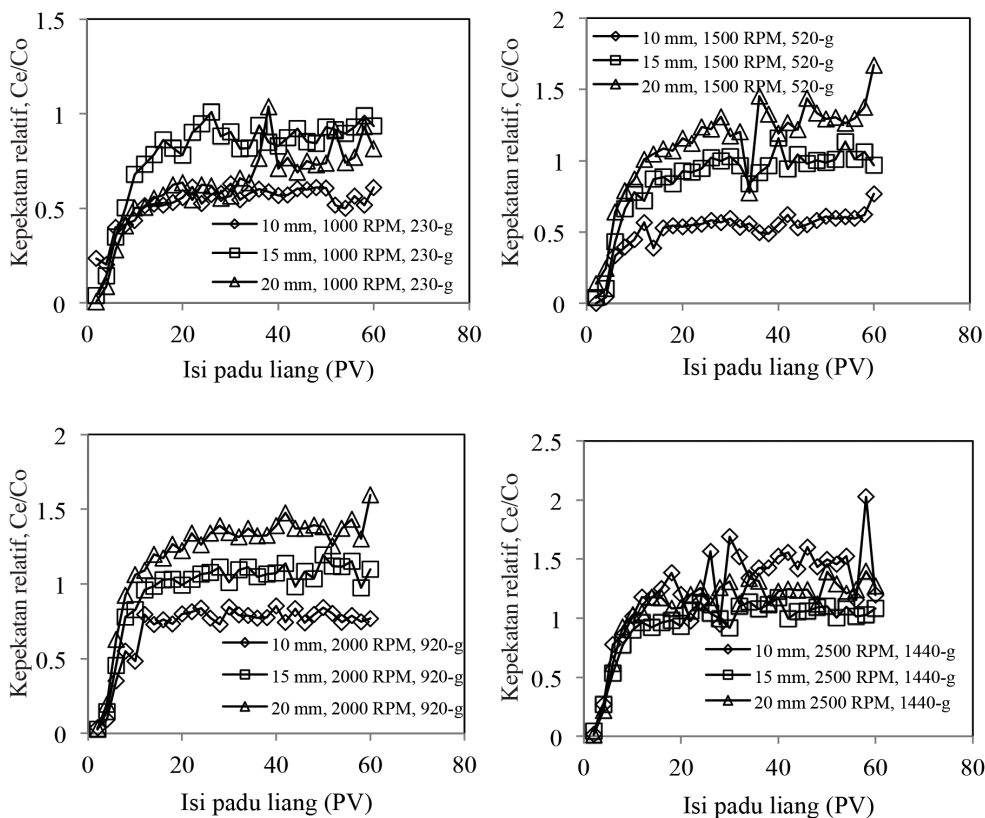 Kepekatan relatif, Ce/Co
1.5
1
0.5
0
10 mm, 1000 RPM, 230-g
15 mm, 1000 RPM, 230-g
20 mm, 1000 RPM, 230-g
0 20 40 60 80
Isi padu liang (PV)
Kepekatan relatif, Ce/Co
2
1.5
1
0.5
0
10 mm, 1500 RPM, 520-g
15 mm, 1500 RPM, 520-g
20 mm, 1500 RPM, 520-g
0 20 40 60 80
Isi padu liang (PV)
Kepekatan relatif, Ce/Co
2
1.5
1
0.5
0
10 mm, 2000 RPM, 920-g
15 mm, 2000 RPM, 920-g
20 mm, 2000 RPM, 920-g
0 20 40 60 80
Isi padu liang (PV)
Kepekatan relatif, Ce/Co
2.5
2
1.5
1
0.5
0
10 mm, 2500 RPM, 1440-g
15 mm, 2500 RPM, 1440-g
20 mm 2500 RPM, 1440-g
0 20 40 60 80
Isi padu liang (PV)